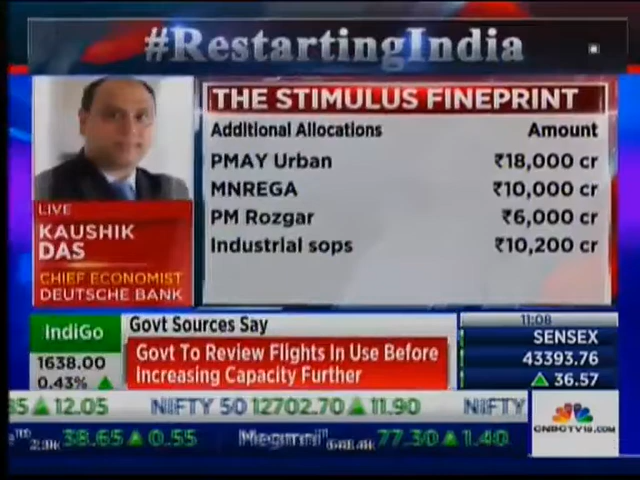 #RestartingIndia
THE STIMULUS FINEPRINT
Additional Allocations Amount
PMAY Urban ₹18,000 cr
MNREGA ₹10,000 cr
PM Rozgar ₹6,000 cr
Industrial sops ₹10,200 cr
LIVE
KAUSHIK
DAS
CHIEF ECONOMIST
DEUTSCHE BANK
IndiGo
1638.00
0.43% ▲
Govt Sources Say
Govt To Review Flights In Use Before
Increasing Capacity Further
11:08
SENSEX
43393.76
▲ 36.57
▲ 12.05 NIFTY 50 12702.70 ▲ 11.90 NIFTY
38.65 ▲ 0.55 77.30 ▲ 1.40
CNBCTV18.COM